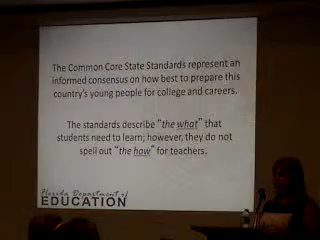 The Common Core State Standards represent an
informed consensus on how best to prepare this
country's young people for college and careers.
The standards describe "the what" that
students need to learn; however, they do not
spell out "the how" for teachers.
Florida Department of
EDUCATION